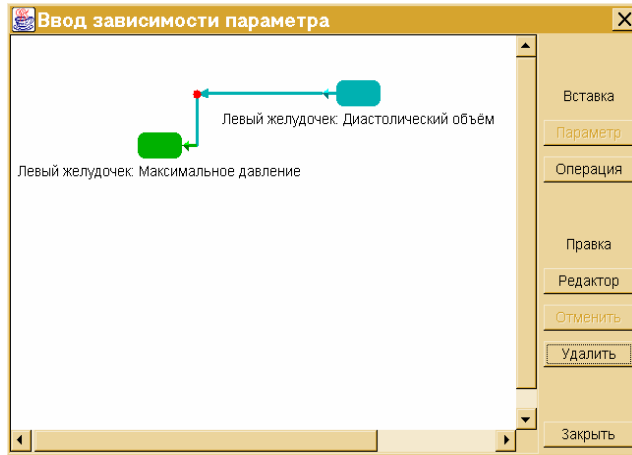 Ввод зависимости параметра
Левый желудочек: Диастолический объём
Левый желудочек: Максимальное давление
Вставка
Параметр
Операция
Правка
Редактор
Отменить
Удалить
Закрыть